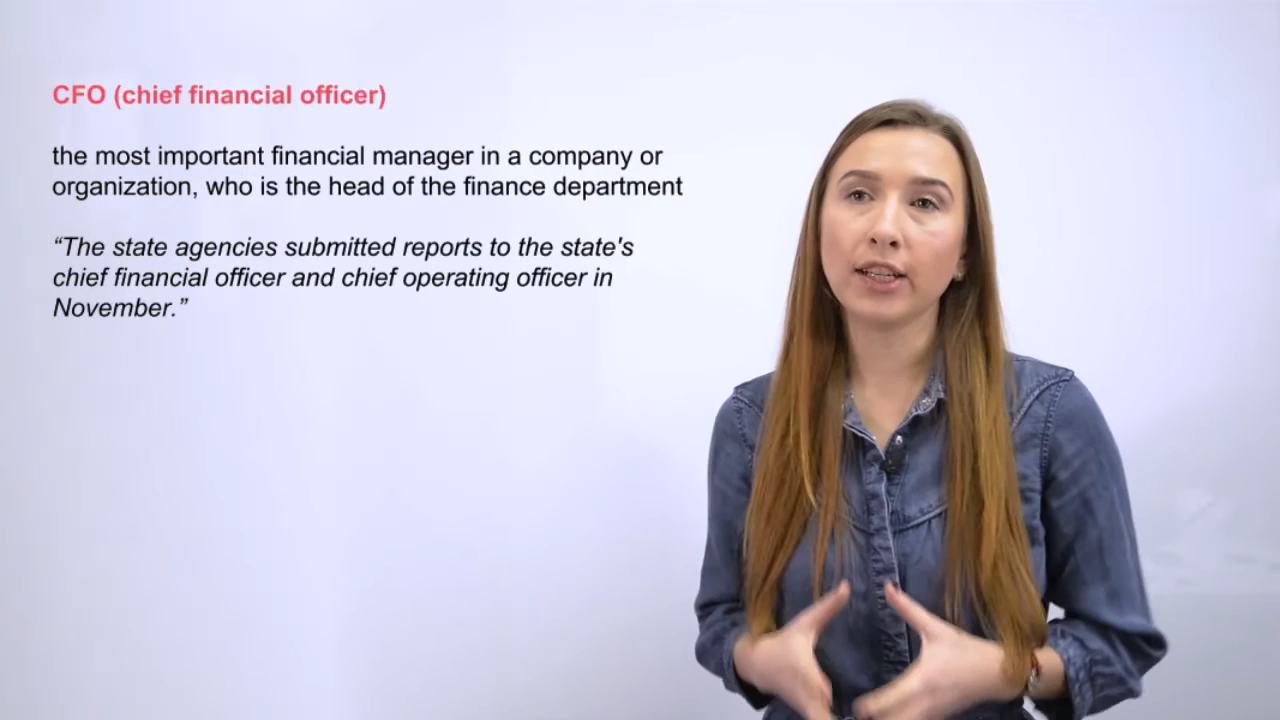 CFO (chief financial officer)
the most important financial manager in a company or
organization, who is the head of the finance department
“The state agencies submitted reports to the state's
chief financial officer and chief operating officer in
November.”